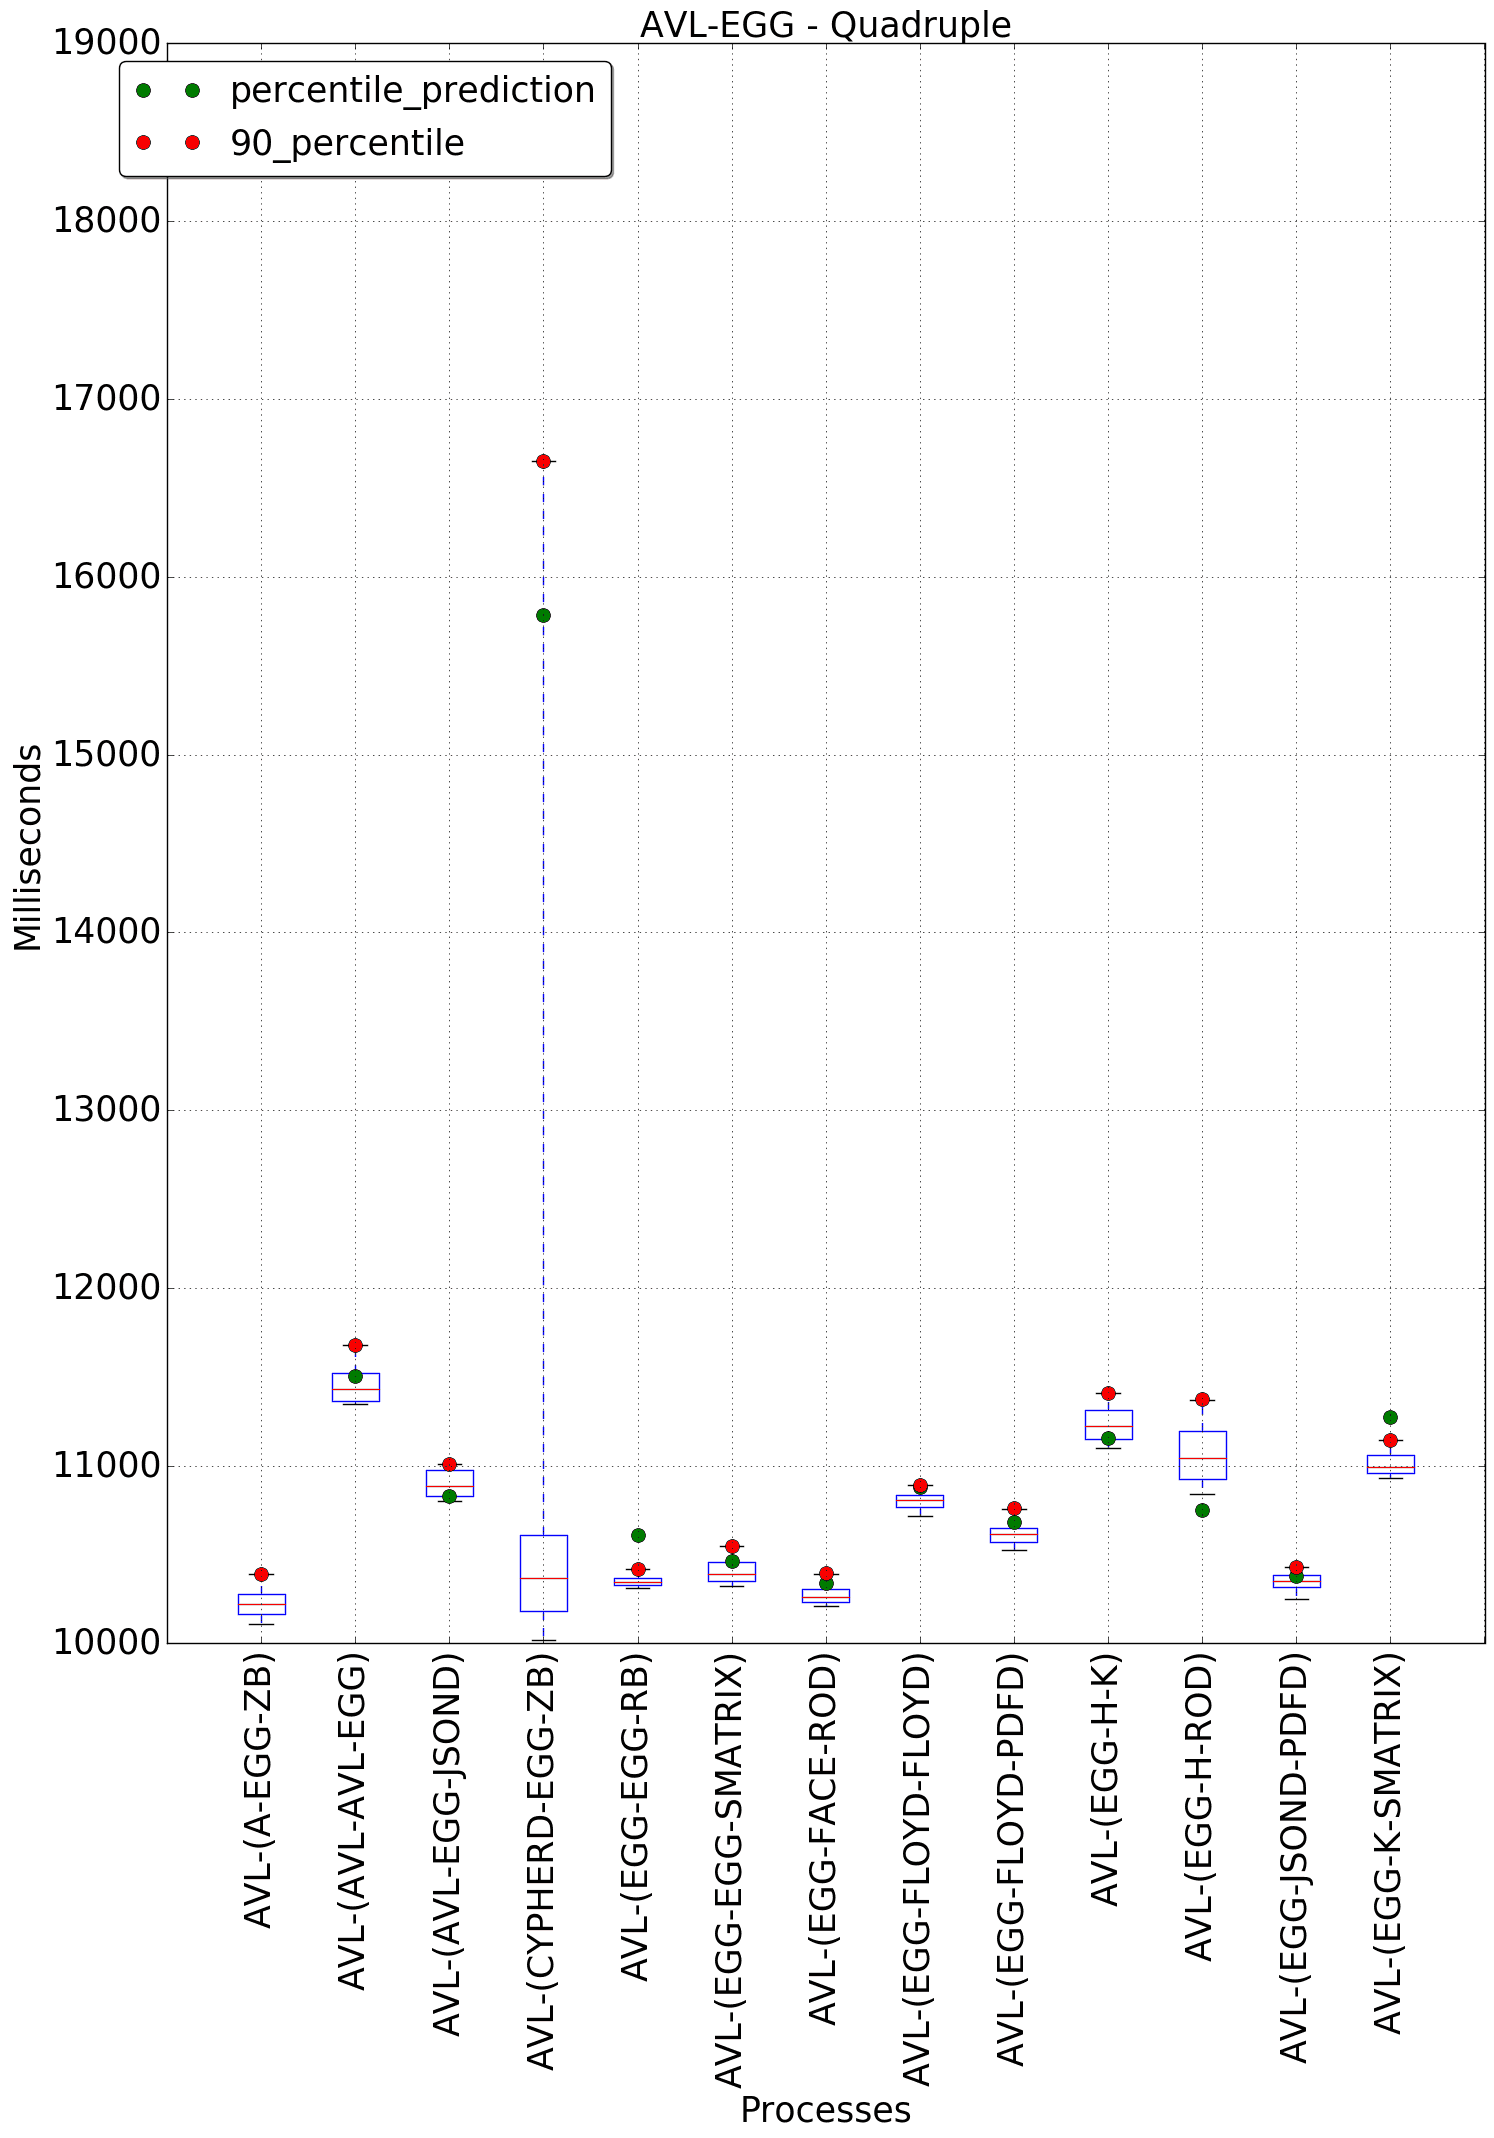 AVL-EGG - Quadruple
percentile_prediction
90_percentile
19000
18000
17000
16000
15000
14000
13000
12000
11000
10000
Milliseconds
AVL-(A-EGG-ZB)
AVL-(AVL-AVL-EGG)
AVL-(AVL-EGG-JSOND)
AVL-(CYPHERD-EGG-ZB)
AVL-(EGG-EGG-RB)
AVL-(EGG-EGG-SMATRIX)
AVL-(EGG-FACE-ROD)
AVL-(EGG-FLOYD-FLOYD)
AVL-(EGG-FLOYD-PDFD)
AVL-(EGG-H-K)
AVL-(EGG-H-ROD)
AVL-(EGG-JSOND-PDFD)
AVL-(EGG-K-SMATRIX)
Processes